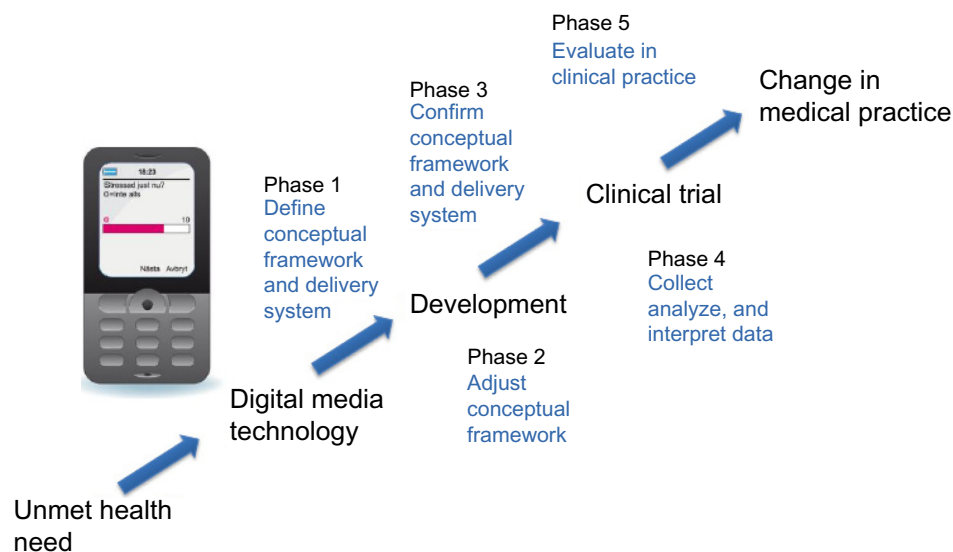 Phase 5
Evaluate in
clinical practice
Change in
medical practice
Phase 3
Confirm
conceptual
framework
and delivery
system
Clinical trial
18:23
Stressed just nu?
0=Inte alls
0 10
Nästa Avbryt
Phase 1
Define
conceptual
framework
and delivery
system
Phase 4
Collect
analyze, and
interpret data
Development
Phase 2
Adjust
conceptual
framework
Digital media
technology
Unmet health
need